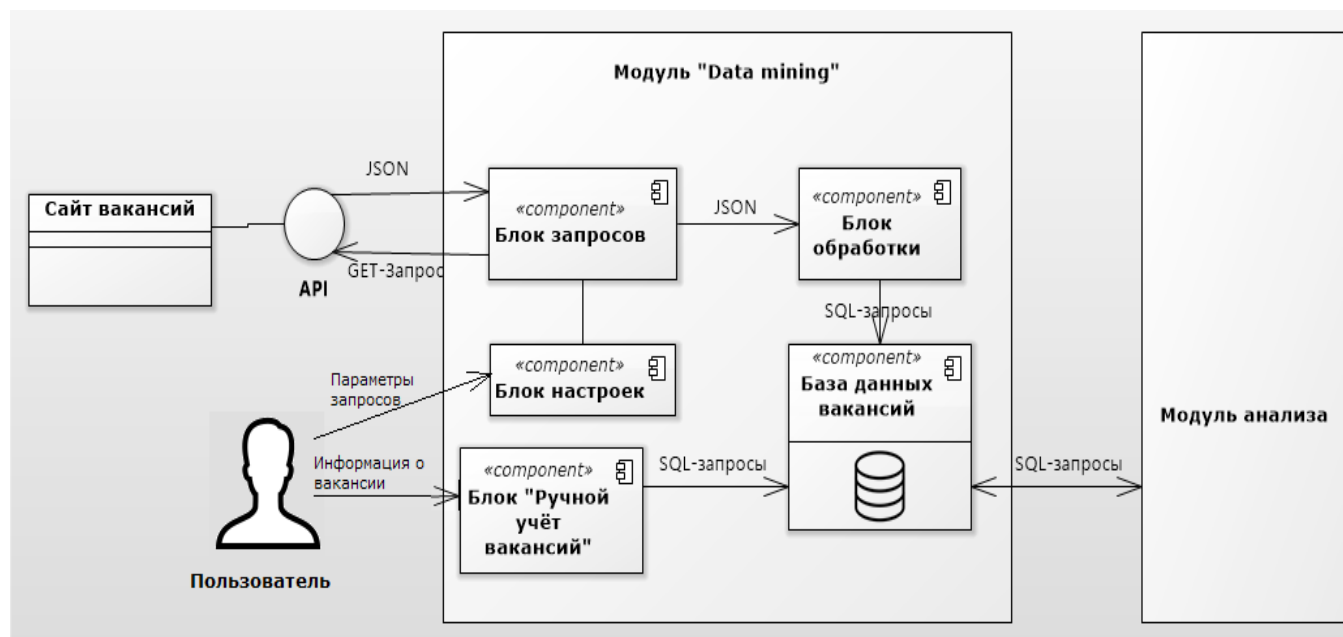 Модуль "Data mining"
JSON
Сайт вакансий
API
GET-Запрос
«component»
Блок запросов
JSON
«component»
Блок
обработки
SQL-запросы
Параметры
запросов
«component»
Блок настроек
«component»
База данных
вакансий
Модуль анализа
Информация о
вакансии
«component»
Блок "Ручной
учёт
вакансий"
SQL-запросы
SQL-запросы
Пользователь